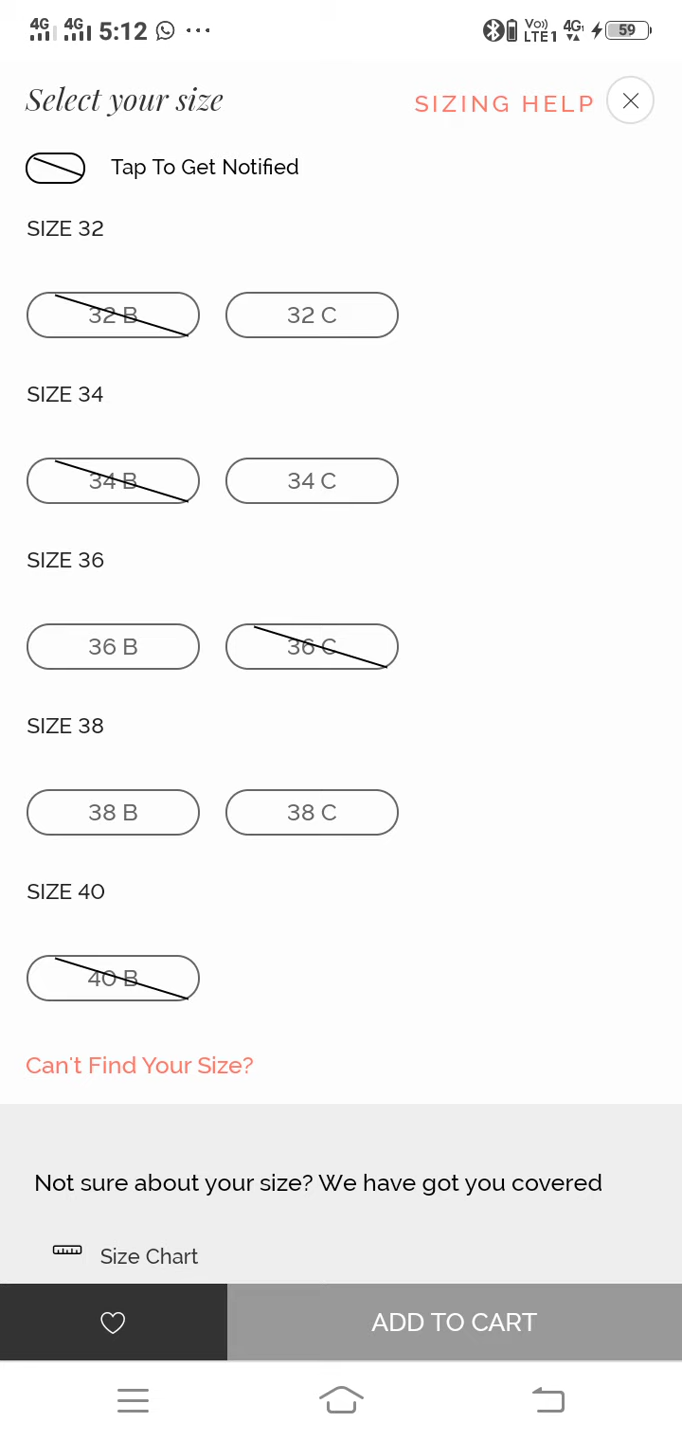 4G 4G 5:12 ... Vo)) LTE1 4G 59
Select your size
SIZING HELP
Tap To Get Notified
SIZE 32
32 B 32 C
SIZE 34
34 B 34 C
SIZE 36
36 B 36 C
SIZE 38
38 B 38 C
SIZE 40
40 B
Can't Find Your Size?
Not sure about your size? We have got you covered
Size Chart
ADD TO CART